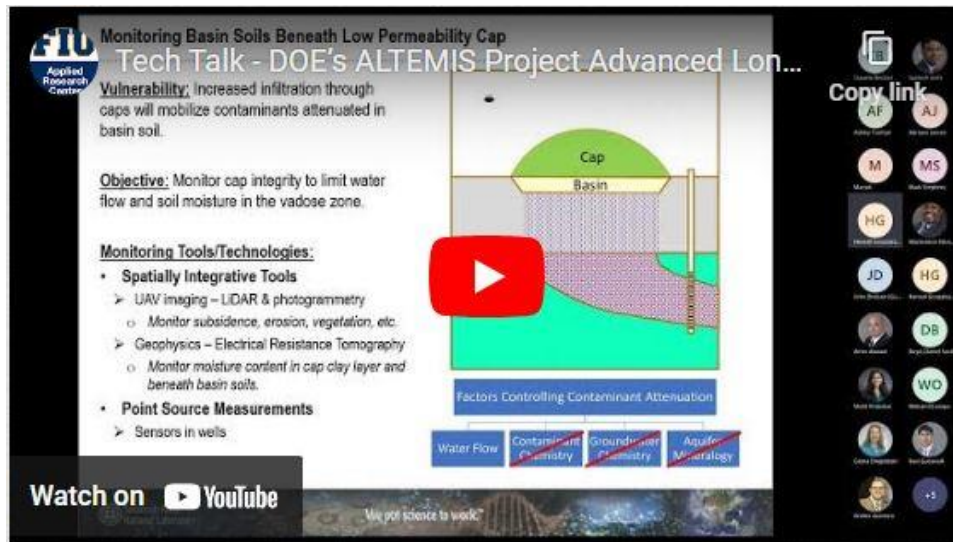 Monitoring Basin Soils Beneath Low Permeability Cap
FIU
Applied
Research
Center
Tech Talk - DOE's ALTEMIS Project Advanced Lon...
Copy link
Vulnerability: Increased infiltration through
caps will mobilize contaminants attenuated in
basin soil.
Objective: Monitor cap integrity to limit water
flow and soil moisture in the vadose zone.
Monitoring Tools/Technologies:
• Spatially Integrative Tools
➢ UAV imaging – LiDAR & photogrammetry
o Monitor subsidence, erosion, vegetation, etc.
➢ Geophysics – Electrical Resistance Tomography
o Monitor moisture content in cap clay layer and
beneath basin soils.
• Point Source Measurements
➢ Sensors in wells
Cap
Basin
Factors Controlling Contaminant Attenuation
Water Flow
Contaminant
Chemistry
Groundwater
Chemistry
Aquifer
Mineralogy
Watch on YouTube
We put science to work.™
AF
AJ
M
MS
HG
JD
HG
DB
WO
+5